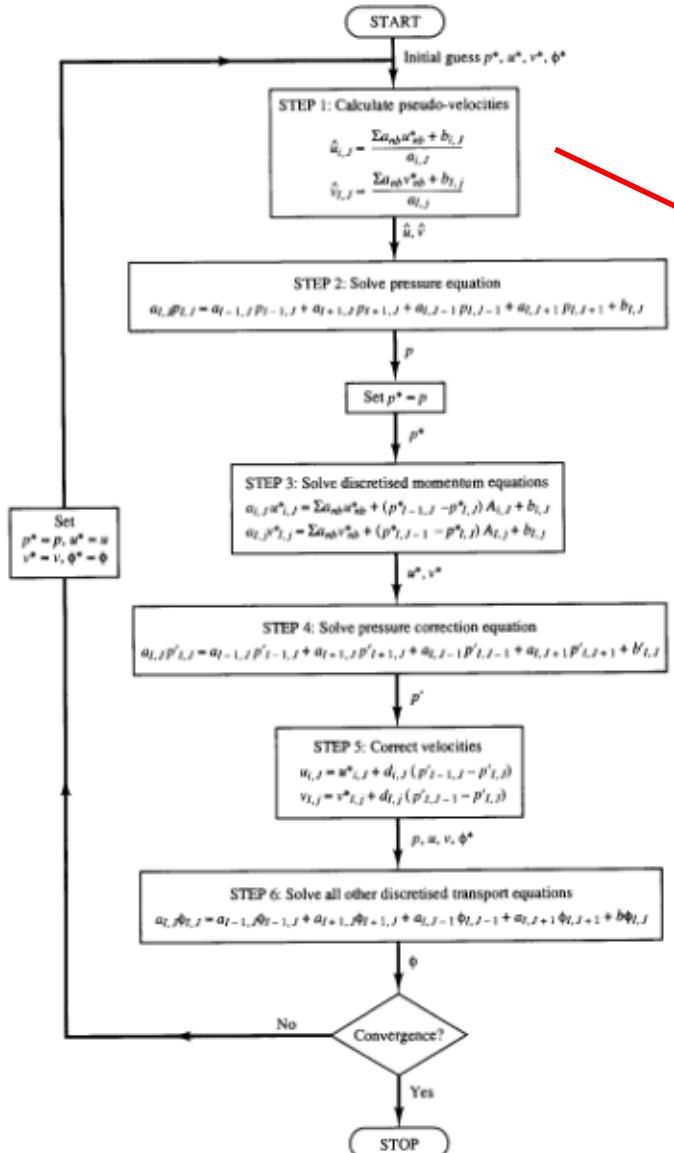 START
Initial guess p*, u*, v*, ϕ*
STEP 1: Calculate pseudo-velocities
û_{i,J} = (Σa_{nb}u*_{nb} + b_{i,J}) / a_{i,J}
v̂_{I,j} = (Σa_{nb}v*_{nb} + b_{I,j}) / a_{I,j}
û, v̂
STEP 2: Solve pressure equation
a_{I,J}p_{I,J} = a_{I−1,J} p_{I−1,J} + a_{I+1,J} p_{I+1,J} + a_{I,J−1} p_{I,J−1} + a_{I,J+1} p_{I,J+1} + b_{I,J}
p
Set p* = p
p*
STEP 3: Solve discretised momentum equations
a_{i,J}u*_{i,J} = Σa_{nb}u*_{nb} + (p*_{I−1,J} − p*_{I,J}) A_{i,J} + b_{i,J}
a_{I,j}v*_{I,j} = Σa_{nb}v*_{nb} + (p*_{I,J−1} − p*_{I,J}) A_{I,j} + b_{I,j}
u*, v*
STEP 4: Solve pressure correction equation
a_{I,J} p'_{I,J} = a_{I−1,J} p'_{I−1,J} + a_{I+1,J} p'_{I+1,J} + a_{I,J−1} p'_{I,J−1} + a_{I,J+1} p'_{I,J+1} + b'_{I,J}
p'
STEP 5: Correct velocities
u_{i,J} = u*_{i,J} + d_{i,J} (p'_{I−1,J} − p'_{I,J})
v_{I,j} = v*_{I,j} + d_{I,j} (p'_{I,J−1} − p'_{I,J})
p, u, v, ϕ*
STEP 6: Solve all other discretised transport equations
a_{I,J}ϕ_{I,J} = a_{I−1,J}ϕ_{I−1,J} + a_{I+1,J}ϕ_{I+1,J} + a_{I,J−1} ϕ_{I,J−1} + a_{I,J+1} ϕ_{I,J+1} + bϕ_{I,J}
ϕ
Convergence?
No
Set
p* = p, u* = u
v* = v, ϕ* = ϕ
Yes
STOP